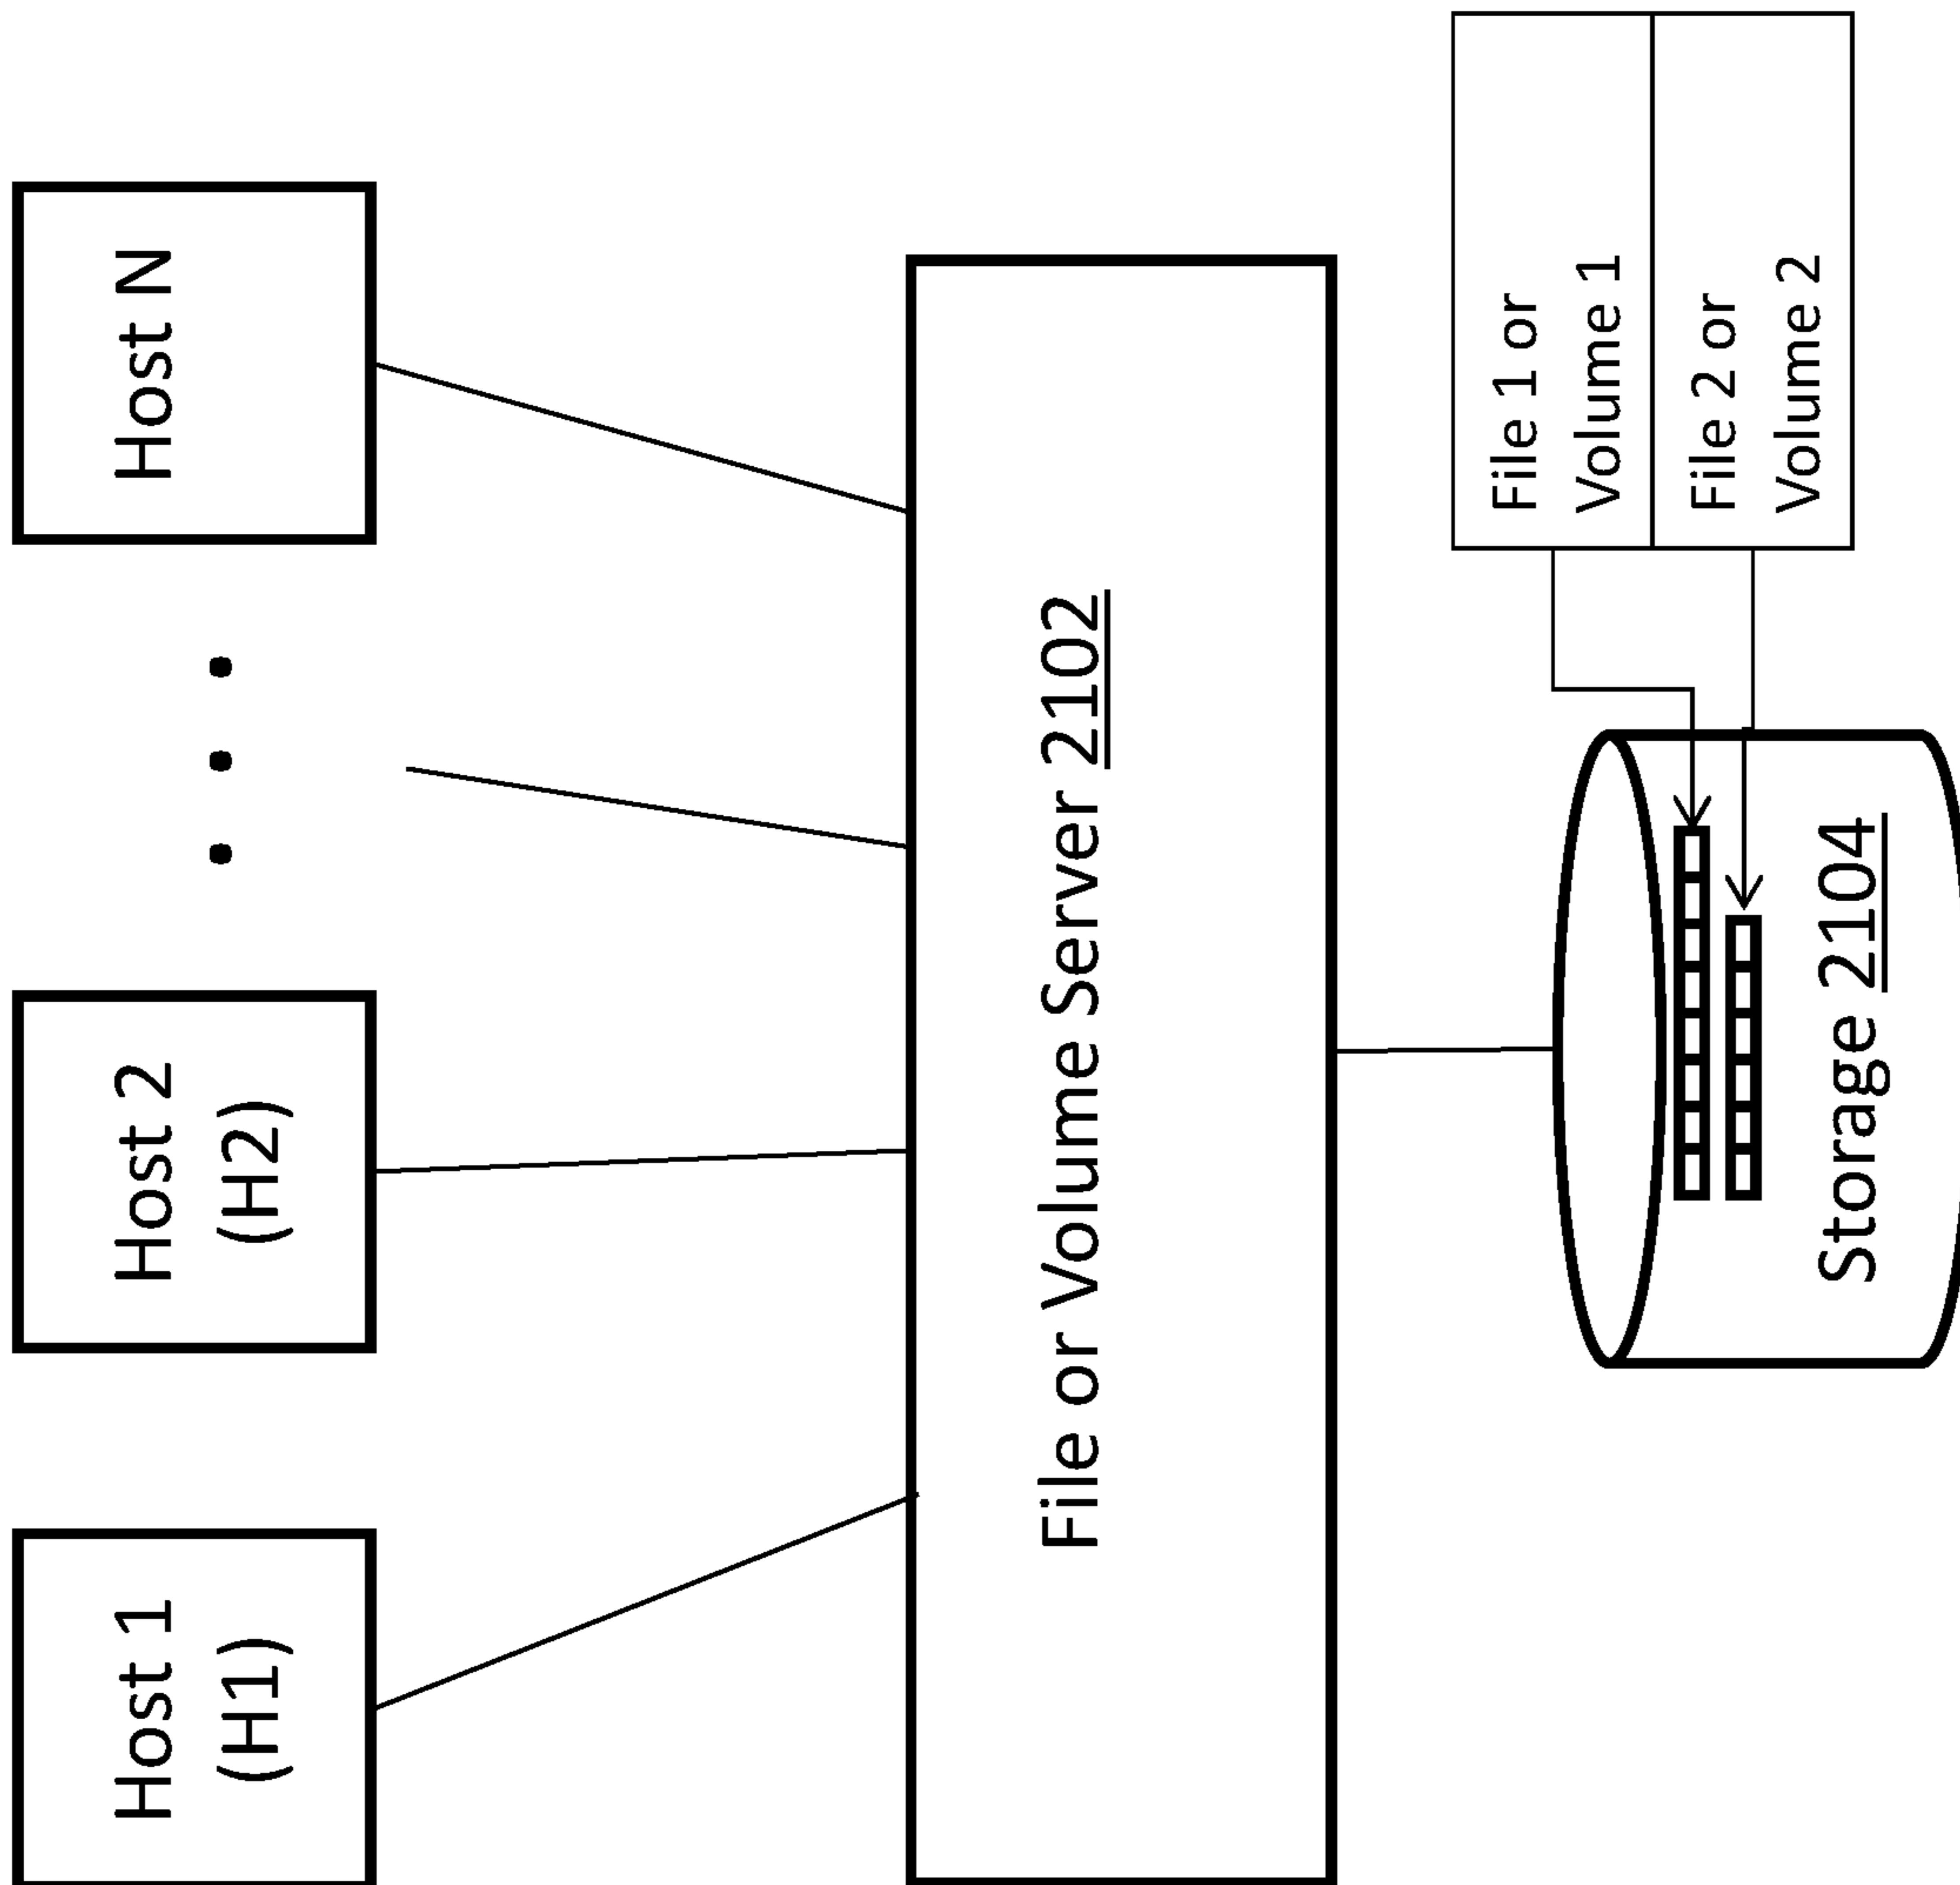 Host 1
(H1)
Host 2
(H2)
Host N
File or Volume Server 2102
File 1 or
Volume 1
File 2 or
Volume 2
Storage 2104